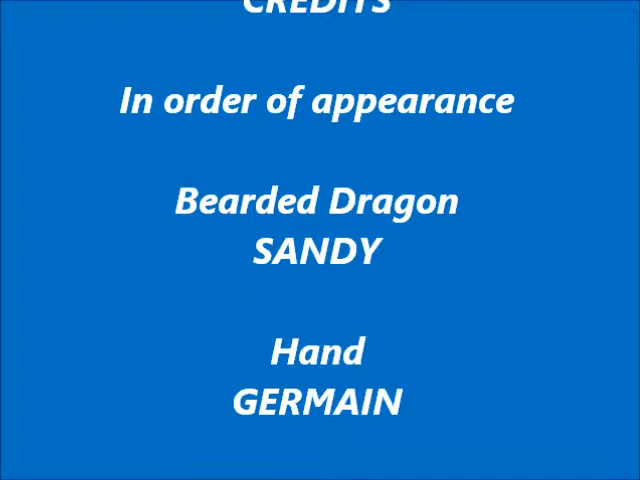 CREDITS
In order of appearance
Bearded Dragon
SANDY
Hand
GERMAIN